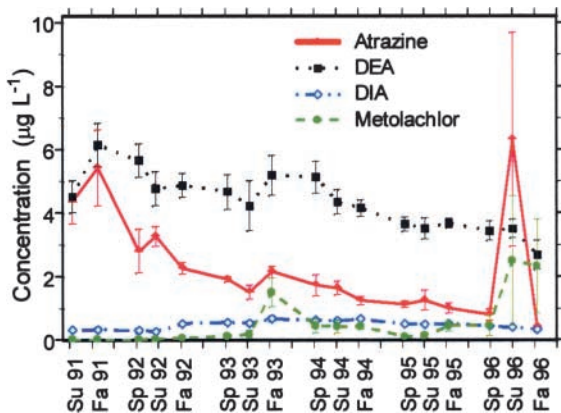 10
8
6
4
2
0
Concentration (µg L⁻¹)
Atrazine
DEA
DIA
Metolachlor
Su 91
Fa 91
Sp 92
Su 92
Fa 92
Sp 93
Su 93
Fa 93
Sp 94
Su 94
Fa 94
Sp 95
Su 95
Fa 95
Sp 96
Su 96
Fa 96